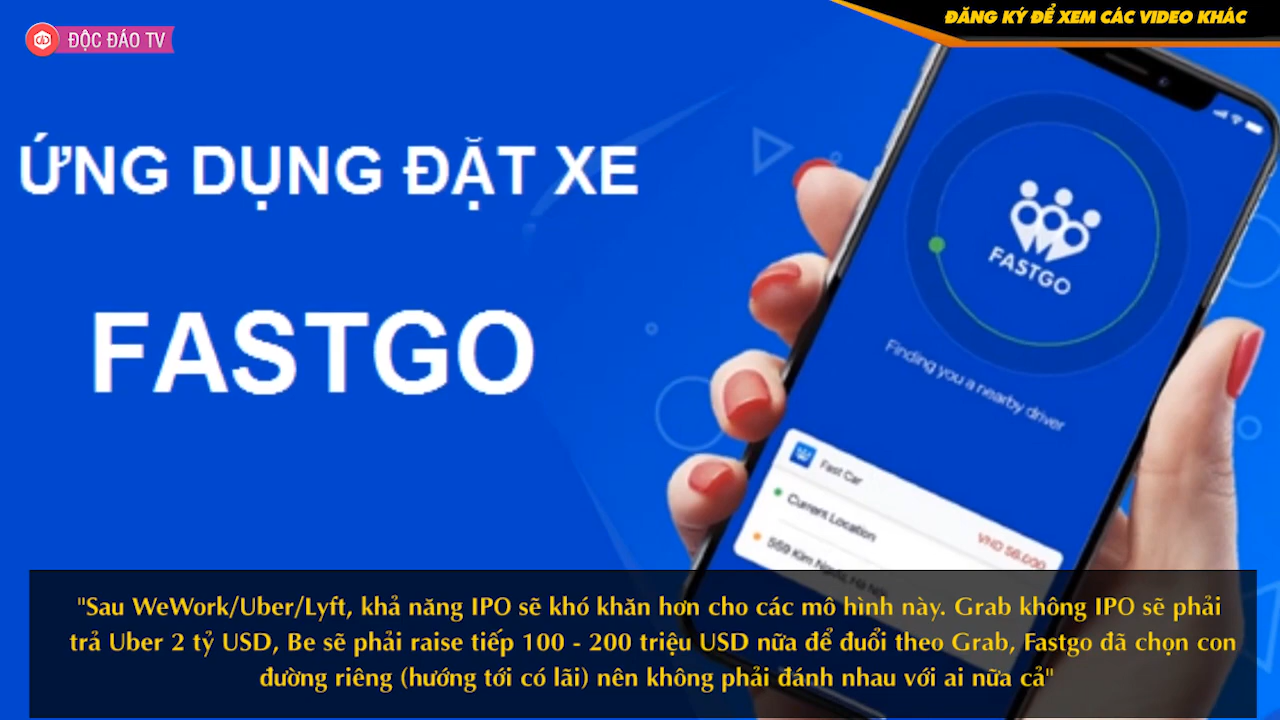 ĐĂNG KÝ ĐỂ XEM CÁC VIDEO KHÁC
ĐỘC ĐÁO TV
ỨNG DỤNG ĐẶT XE
FASTGO
FASTGO
Finding you a nearby driver
Fast Car
Current Location
VND 56.000
559 Kim
"Sau WeWork/Uber/Lyft, khả năng IPO sẽ khó khăn hơn cho các mô hình này. Grab không IPO sẽ phải
trả Uber 2 tỷ USD, Be sẽ phải raise tiếp 100 - 200 triệu USD nữa để đuổi theo Grab, Fastgo đã chọn con
đường riêng (hướng tới có lãi) nên không phải đánh nhau với ai nữa cả"